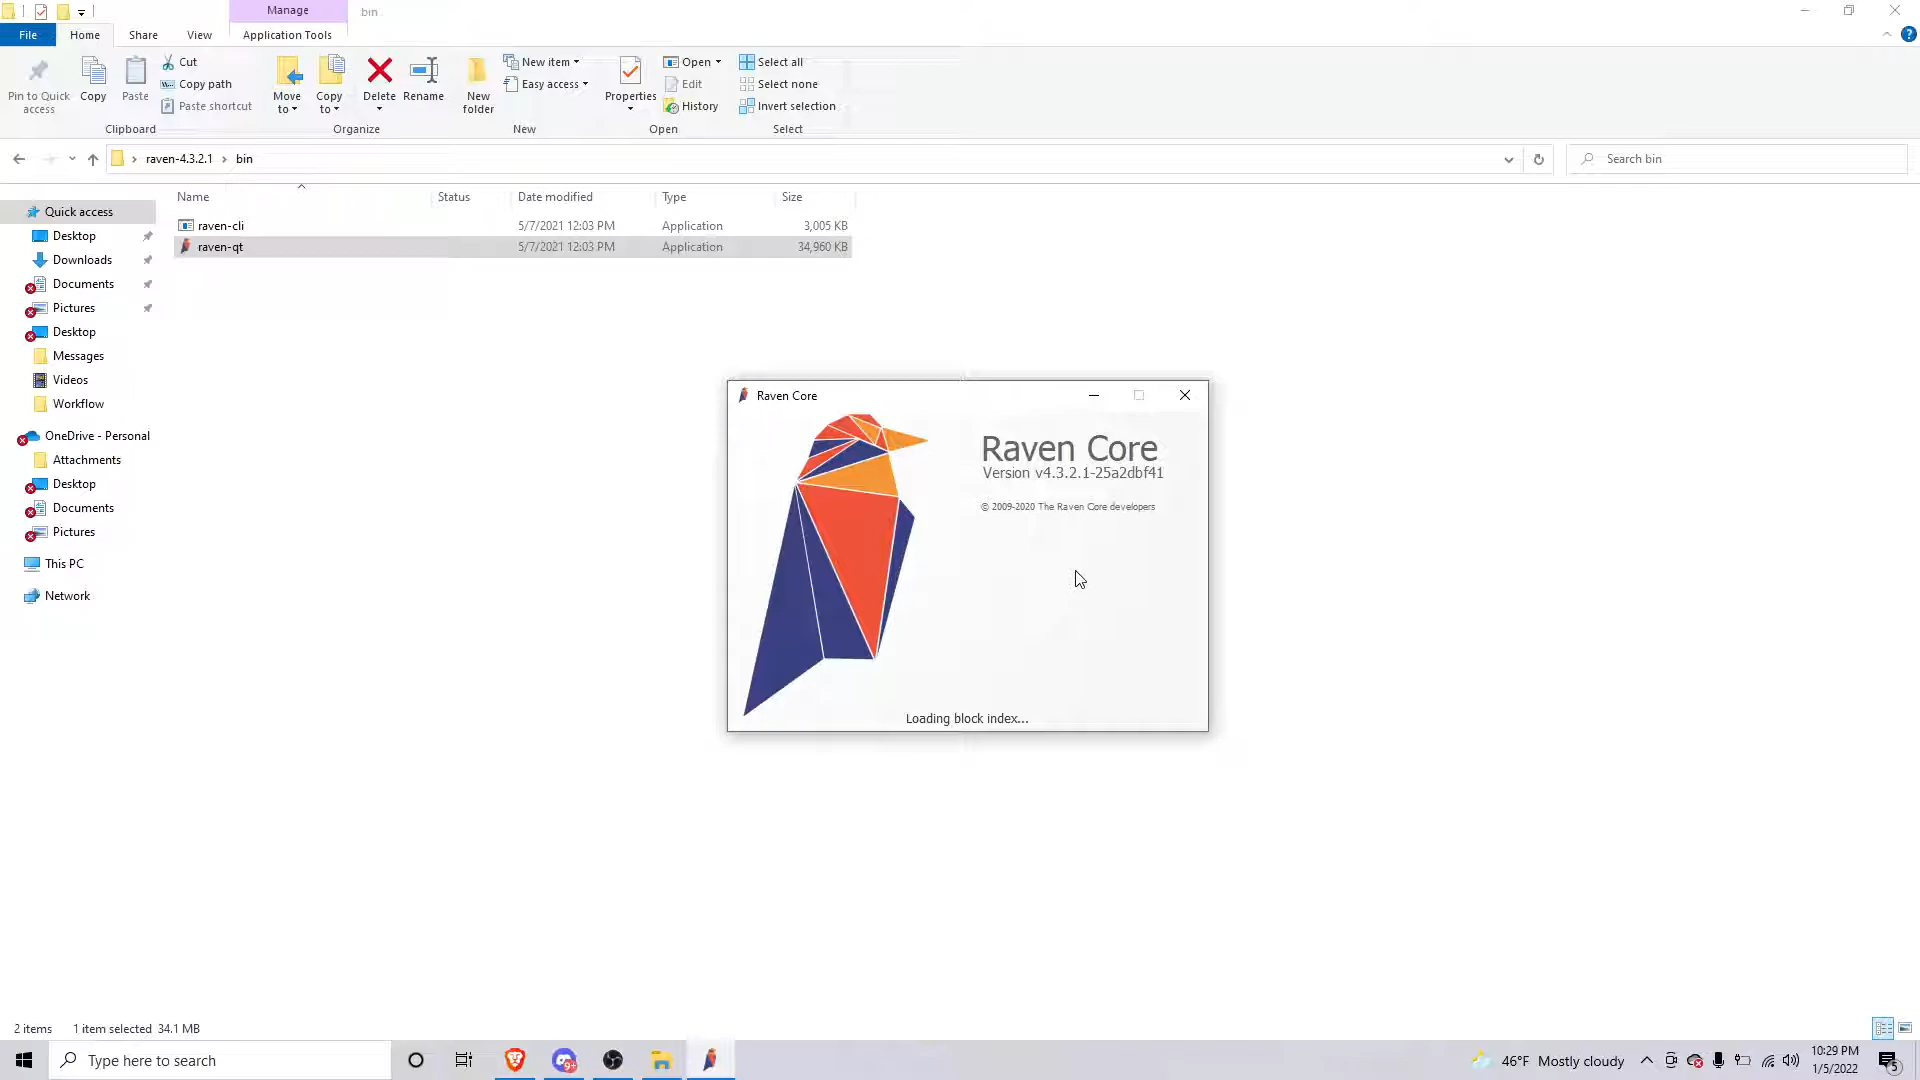 Manage
bin
File
Home
Share
View
Application Tools
Pin to Quick access
Copy
Paste
Cut
Copy path
Paste shortcut
Clipboard
Move to
Copy to
Delete
Rename
Organize
New folder
New item
Easy access
New
Properties
Open
Edit
History
Open
Select all
Select none
Invert selection
Select
raven-4.3.2.1 bin
Search bin
Name Status Date modified Type Size
raven-cli 5/7/2021 12:03 PM Application 3,005 KB
raven-qt 5/7/2021 12:03 PM Application 34,960 KB
Quick access
Desktop
Downloads
Documents
Pictures
Desktop
Messages
Videos
Workflow
OneDrive - Personal
Attachments
Desktop
Documents
Pictures
This PC
Network
Raven Core
Raven Core
Version v4.3.2.1-25a2dbf41
© 2009-2020 The Raven Core developers
Loading block index...
2 items 1 item selected 34.1 MB
Type here to search
9+
46°F Mostly cloudy
10:29 PM
1/5/2022
5